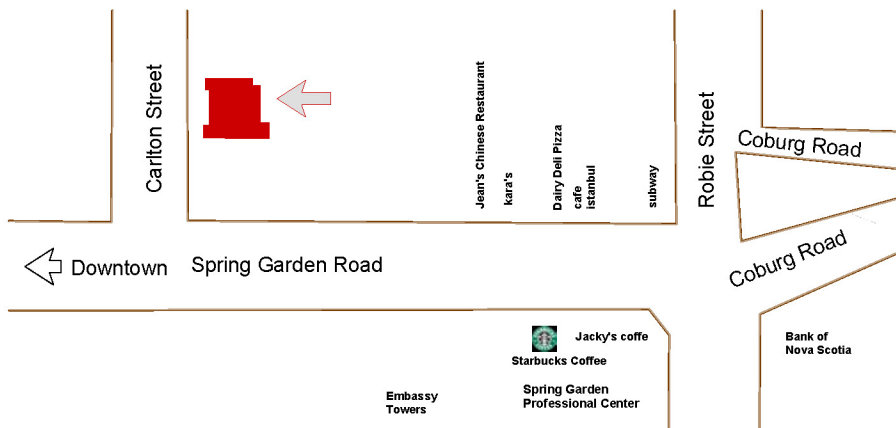 Carlton Street
Jean's Chinese Restaurant
kara's
Dairy Deli Pizza
cafe
istanbul
subway
Robie Street
Coburg Road
Coburg Road
Downtown
Spring Garden Road
Jacky's coffe
Starbucks Coffee
Bank of
Nova Scotia
Embassy
Towers
Spring Garden
Professional Center